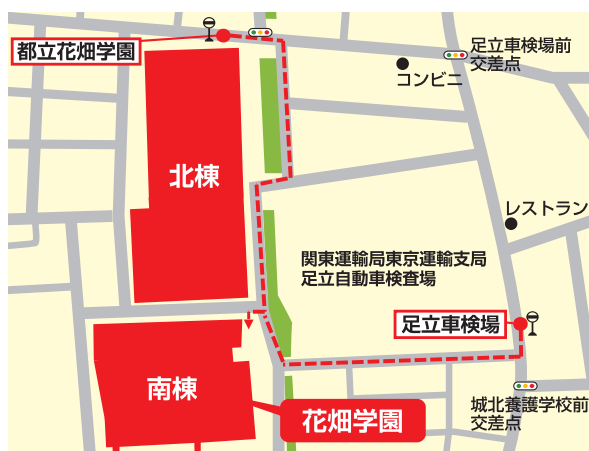 都立花畑学園
足立車検場前
交差点
コンビニ
北棟
レストラン
関東運輸局東京運輸支局
足立自動車検査場
足立車検場
南棟
花畑学園
城北養護学校前
交差点